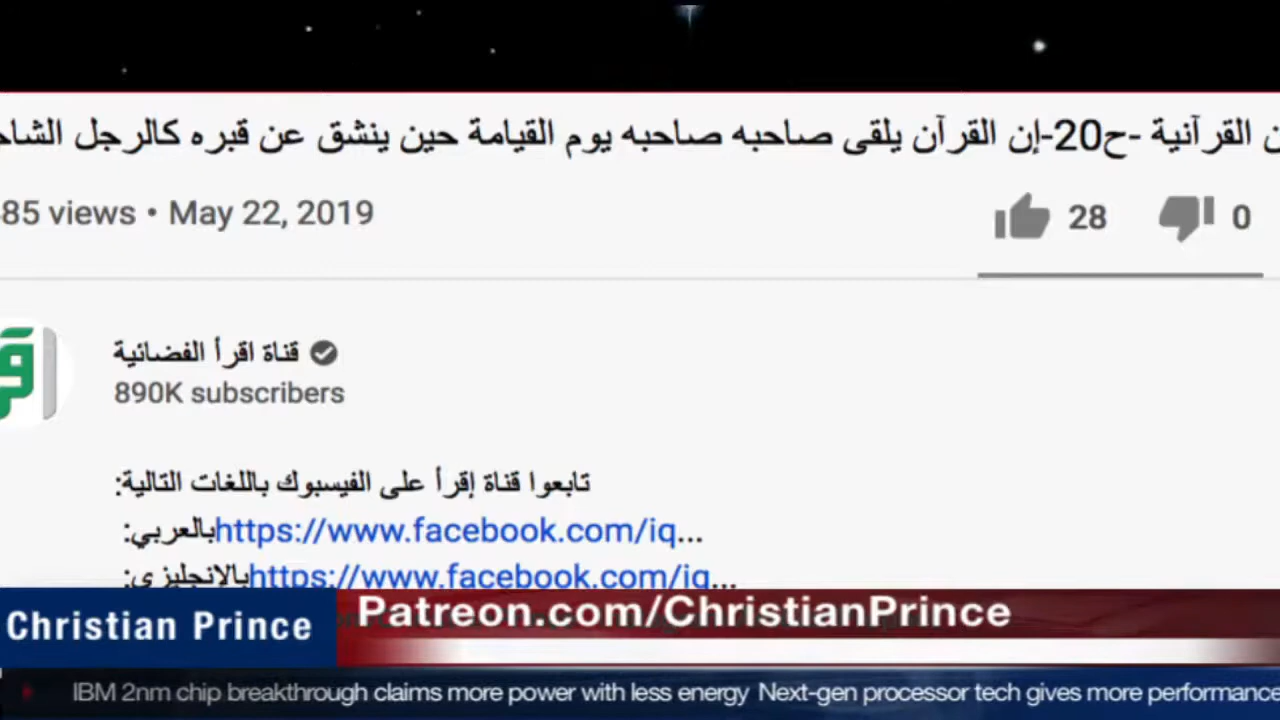 القرآنية -ح20-إن القرآن يلقى صاحبه صاحبه يوم القيامة حين ينشق عن قبره كالرجل
85 views • May 22, 2019
28
0
قناة اقرأ الفضائية
890K subscribers
تابعوا قناة إقرأ على الفيسبوك باللغات التالية:
بالعربي:https://www.facebook.com/iq...
بالإنجليزي:https://www.facebook.com/iq...
Christian Prince
Patreon.com/ChristianPrince
IBM 2nm chip breakthrough claims more power with less energy Next-gen processor tech gives more performance